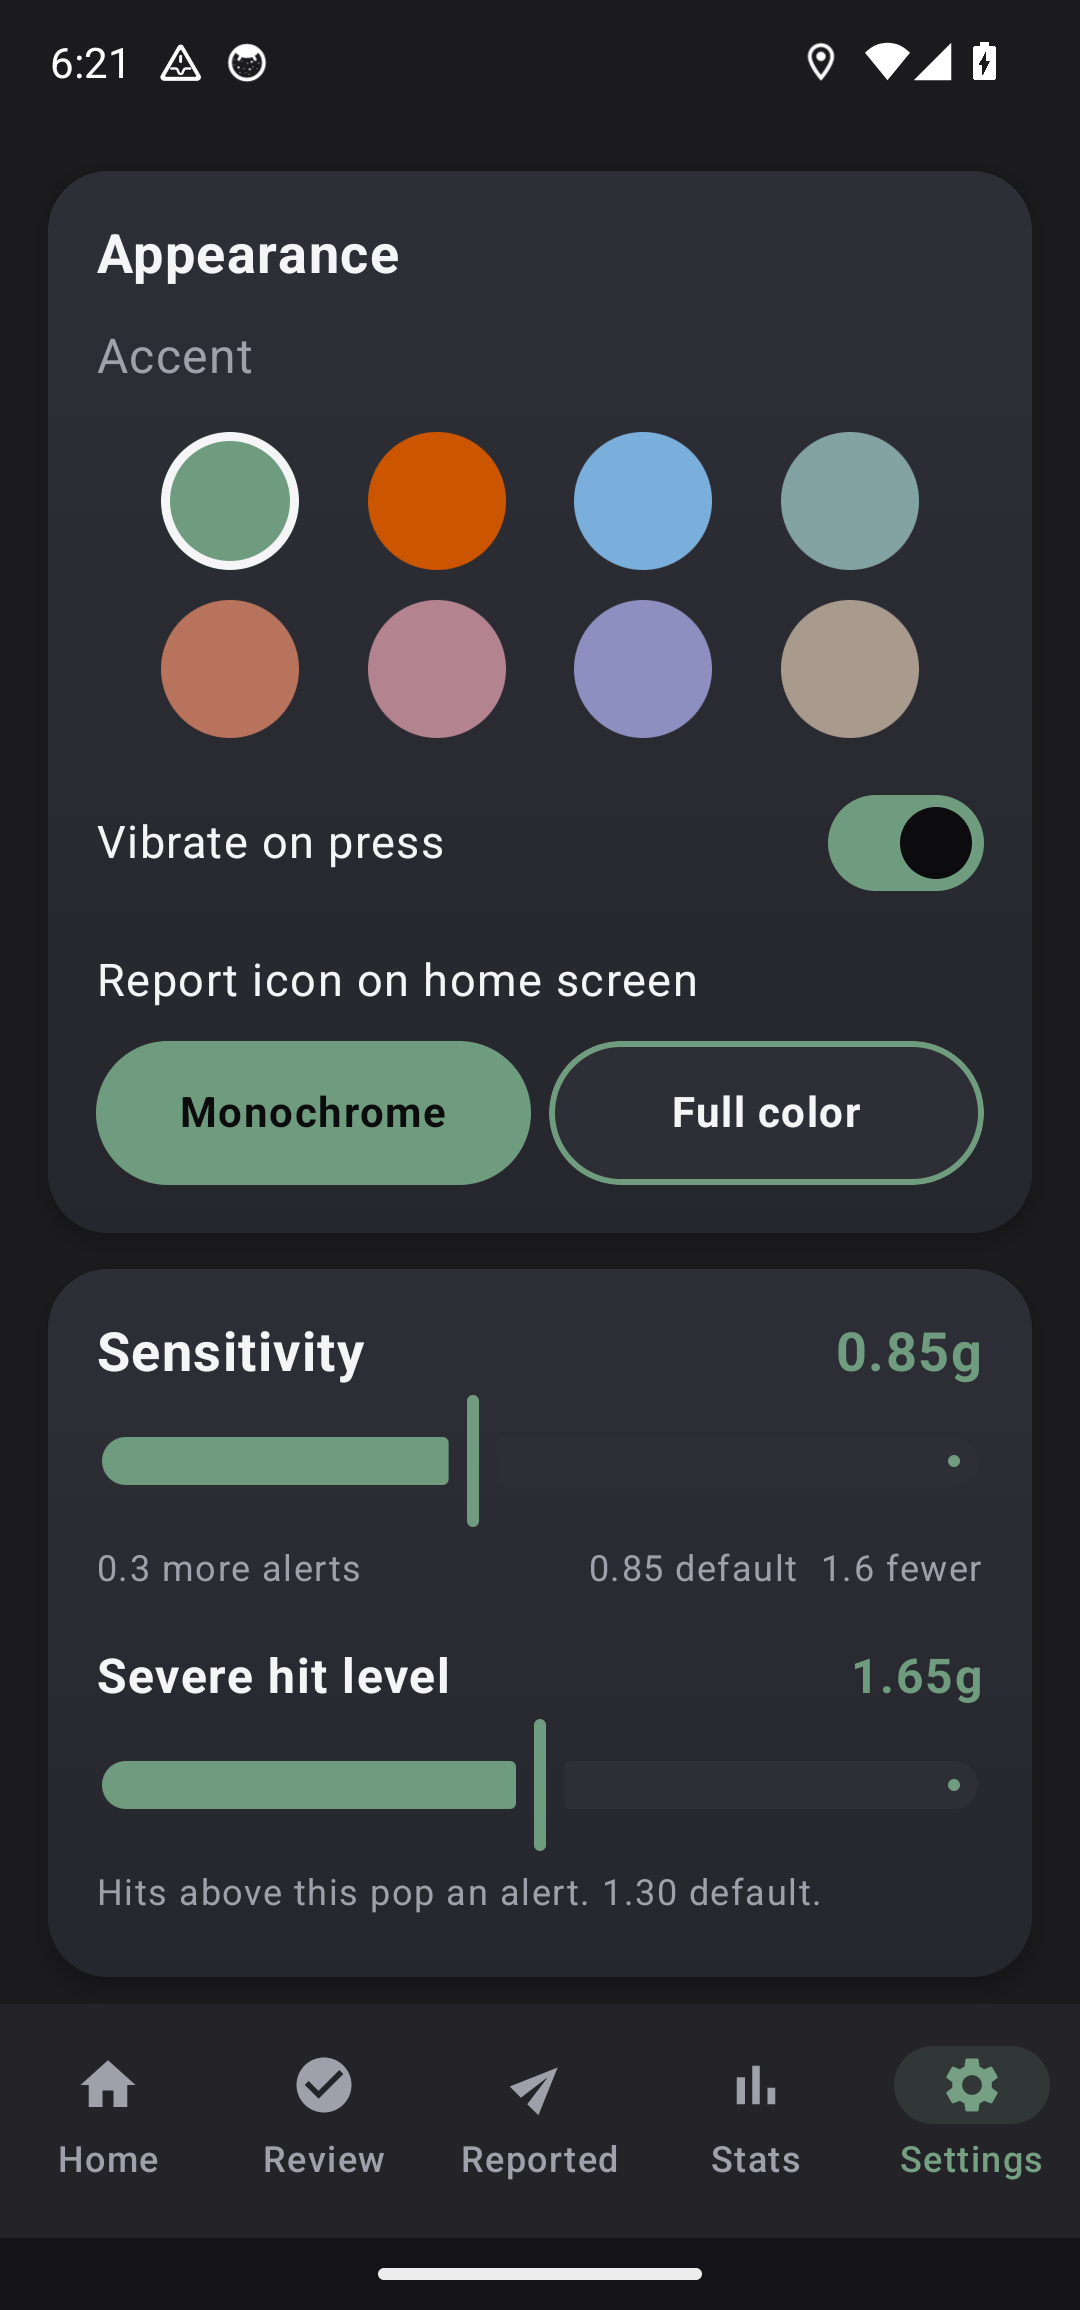 6:21
Appearance
Accent
Vibrate on press
Report icon on home screen
Monochrome Full color
Sensitivity 0.85g
0.3 more alerts 0.85 default 1.6 fewer
Severe hit level 1.65g
Hits above this pop an alert. 1.30 default.
Home Review Reported Stats Settings